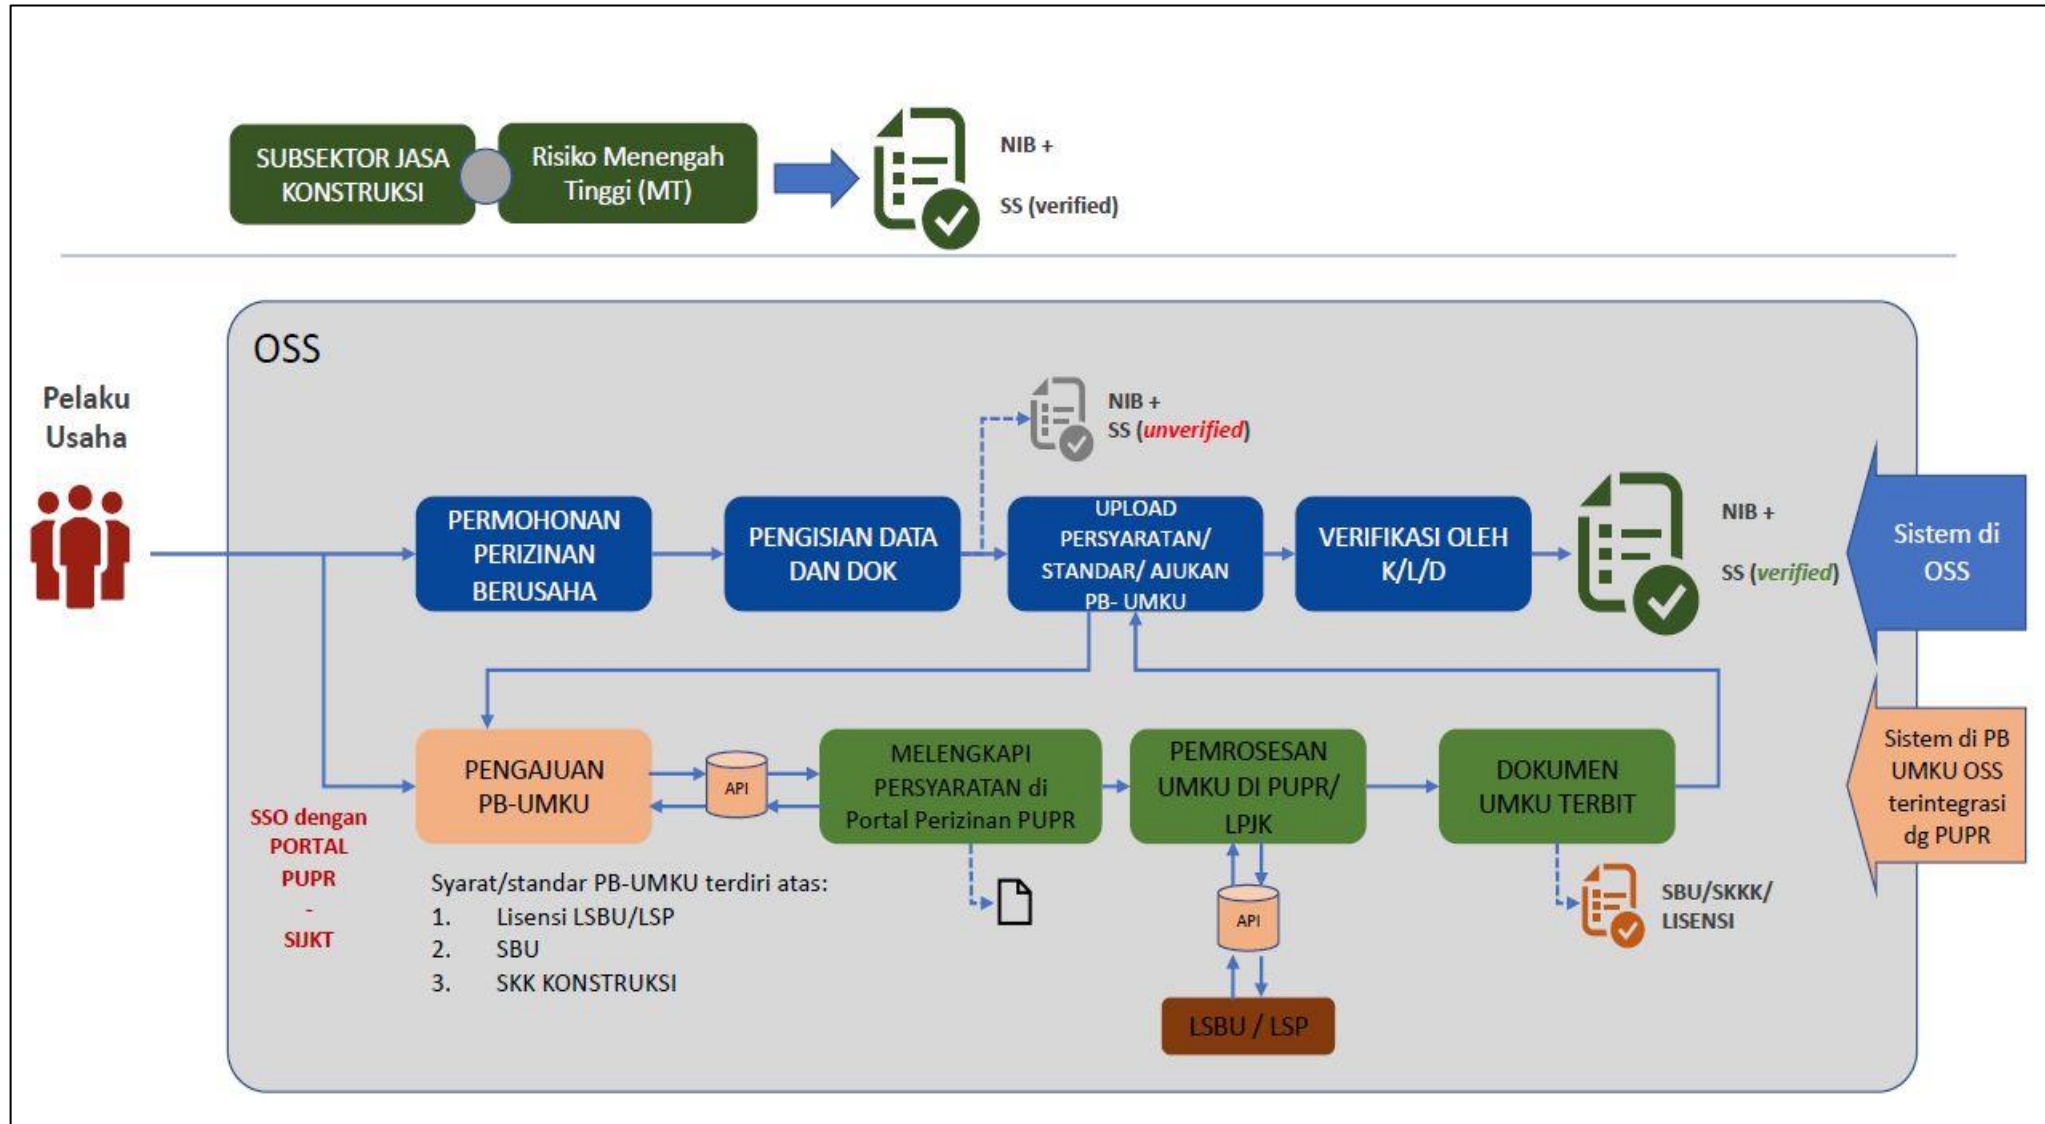 SUBSEKTOR JASA
KONSTRUKSI
Risiko Menengah
Tinggi (MT)
NIB +
SS (verified)
OSS
Pelaku
Usaha
NIB +
SS (unverified)
PERMOHONAN
PERIZINAN
BERUSAHA
PENGISIAN DATA
DAN DOK
UPLOAD
PERSYARATAN/
STANDAR/ AJUKAN
PB- UMKU
VERIFIKASI OLEH
K/L/D
NIB +
SS (verified)
Sistem di
OSS
PENGAJUAN
PB-UMKU
API
MELENGKAPI
PERSYARATAN di
Portal Perizinan PUPR
PEMROSESAN
UMKU DI PUPR/
LPJK
DOKUMEN
UMKU TERBIT
Sistem di PB
UMKU OSS
terintegrasi
dg PUPR
SSO dengan
PORTAL
PUPR
-
SIJKT
Syarat/standar PB-UMKU terdiri atas:
1. Lisensi LSBU/LSP
2. SBU
3. SKK KONSTRUKSI
API
LSBU / LSP
SBU/SKKK/
LISENSI